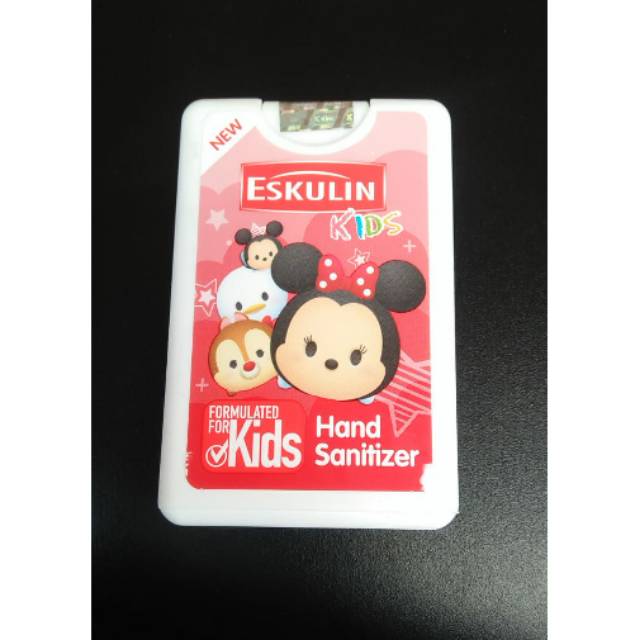 NEW
ESKULIN
KIDS
FORMULATED
FOR
Kids
Hand
Sanitizer